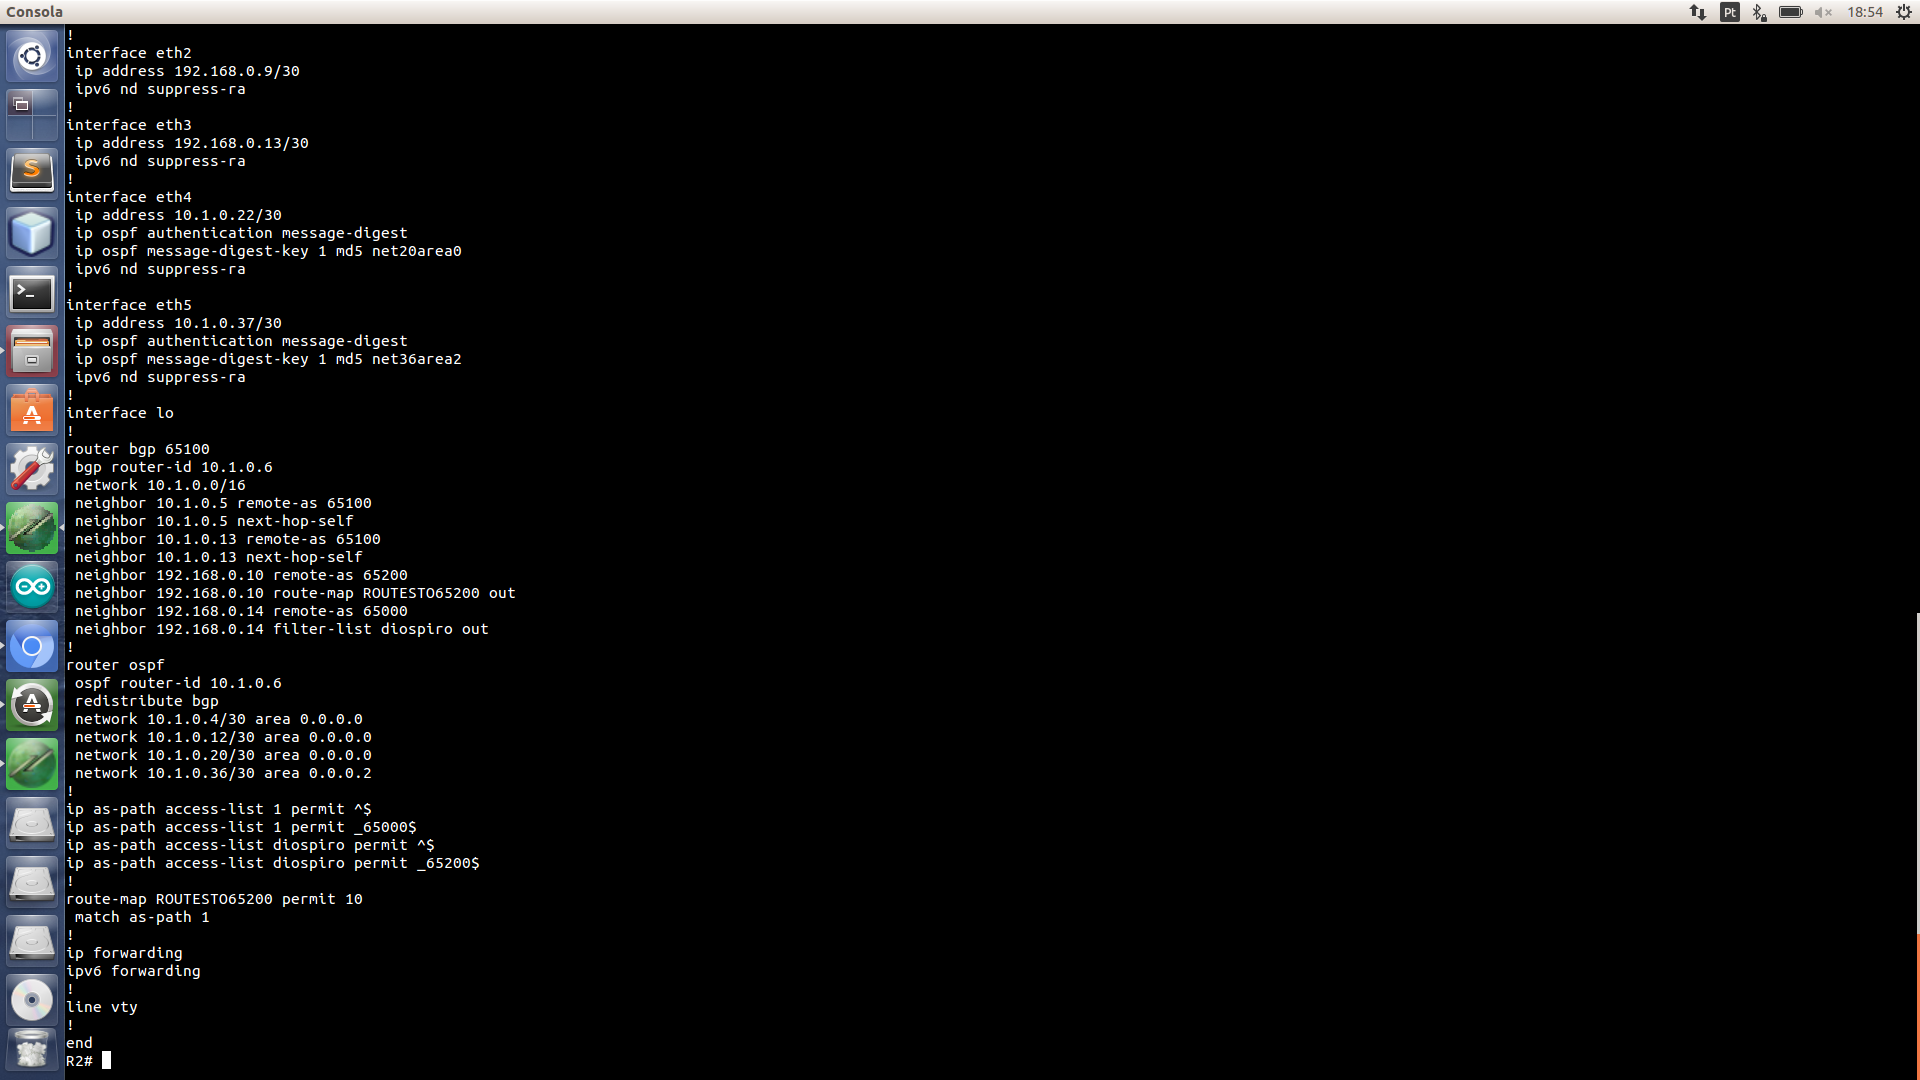 Consola
Pt
18:54
!
interface eth2
 ip address 192.168.0.9/30
 ipv6 nd suppress-ra
!
interface eth3
 ip address 192.168.0.13/30
 ipv6 nd suppress-ra
!
interface eth4
 ip address 10.1.0.22/30
 ip ospf authentication message-digest
 ip ospf message-digest-key 1 md5 net20area0
 ipv6 nd suppress-ra
!
interface eth5
 ip address 10.1.0.37/30
 ip ospf authentication message-digest
 ip ospf message-digest-key 1 md5 net36area2
 ipv6 nd suppress-ra
!
interface lo
!
router bgp 65100
 bgp router-id 10.1.0.6
 network 10.1.0.0/16
 neighbor 10.1.0.5 remote-as 65100
 neighbor 10.1.0.5 next-hop-self
 neighbor 10.1.0.13 remote-as 65100
 neighbor 10.1.0.13 next-hop-self
 neighbor 192.168.0.10 remote-as 65200
 neighbor 192.168.0.10 route-map ROUTESTO65200 out
 neighbor 192.168.0.14 remote-as 65000
 neighbor 192.168.0.14 filter-list diospiro out
!
router ospf
 ospf router-id 10.1.0.6
 redistribute bgp
 network 10.1.0.4/30 area 0.0.0.0
 network 10.1.0.12/30 area 0.0.0.0
 network 10.1.0.20/30 area 0.0.0.0
 network 10.1.0.36/30 area 0.0.0.2
!
ip as-path access-list 1 permit ^$
ip as-path access-list 1 permit _65000$
ip as-path access-list diospiro permit ^$
ip as-path access-list diospiro permit _65200$
!
route-map ROUTESTO65200 permit 10
 match as-path 1
!
ip forwarding
ipv6 forwarding
!
line vty
!
end
R2#